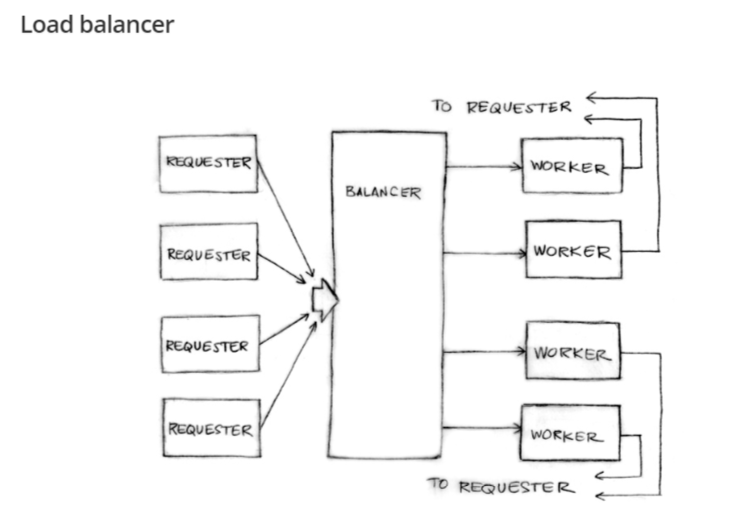 Load balancer
TO REQUESTER
REQUESTER
WORKER
BALANCER
REQUESTER
WORKER
REQUESTER
WORKER
REQUESTER
WORKER
TO REQUESTER